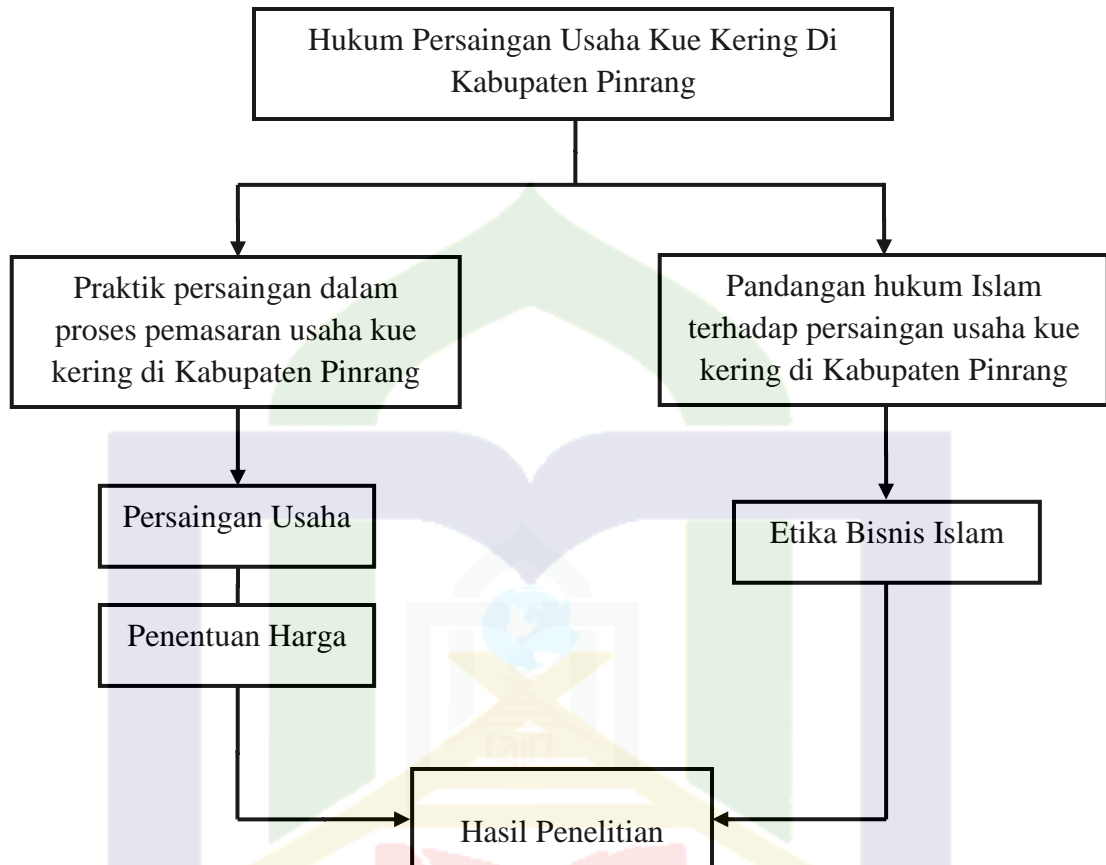 Hukum Persaingan Usaha Kue Kering Di
Kabupaten Pinrang
Praktik persaingan dalam
proses pemasaran usaha kue
kering di Kabupaten Pinrang
Pandangan hukum Islam
terhadap persaingan usaha kue
kering di Kabupaten Pinrang
Persaingan Usaha
Etika Bisnis Islam
Penentuan Harga
Hasil Penelitian